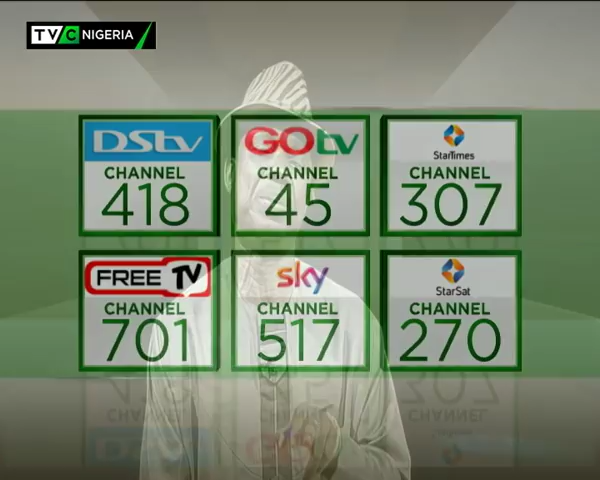 TVC NIGERIA
DStv
CHANNEL
418
GOtv
CHANNEL
45
StarTimes
CHANNEL
307
FREE TV
CHANNEL
701
sky
CHANNEL
517
StarSat
CHANNEL
270